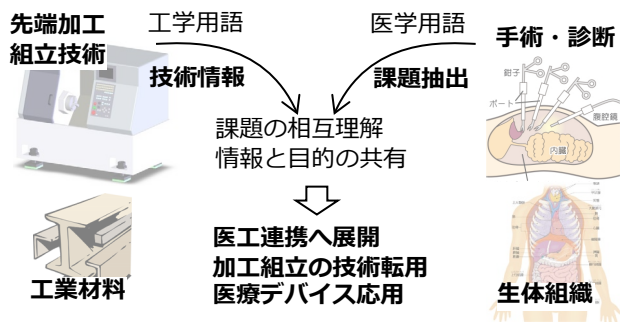 先端加工
組立技術
工学用語
医学用語
手術・診断
技術情報
課題抽出
鉗子
ポート
腹腔鏡
内臓
課題の相互理解
情報と目的の共有
医工連携へ展開
加工組立の技術転用
医療デバイス応用
工業材料
生体組織